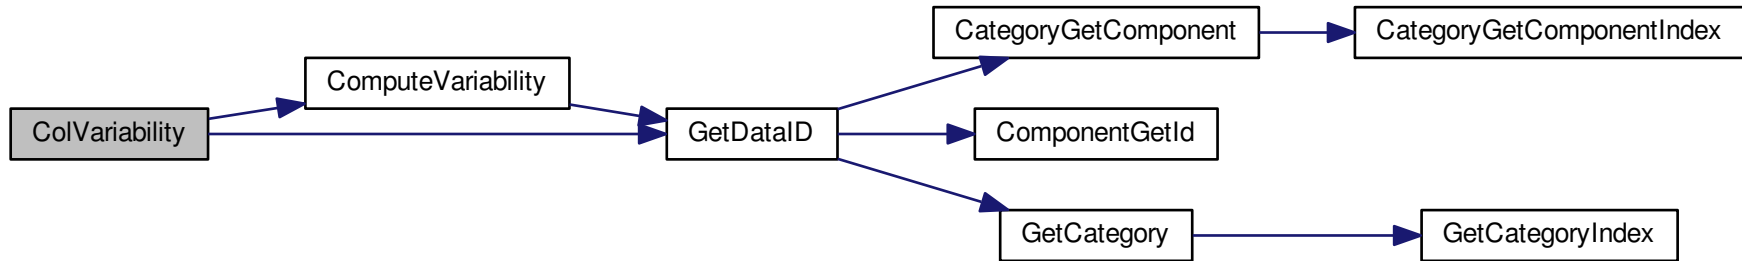 CategoryGetComponent
CategoryGetComponentIndex
ComputeVariability
ColVariability
GetDataID
ComponentGetId
GetCategory
GetCategoryIndex